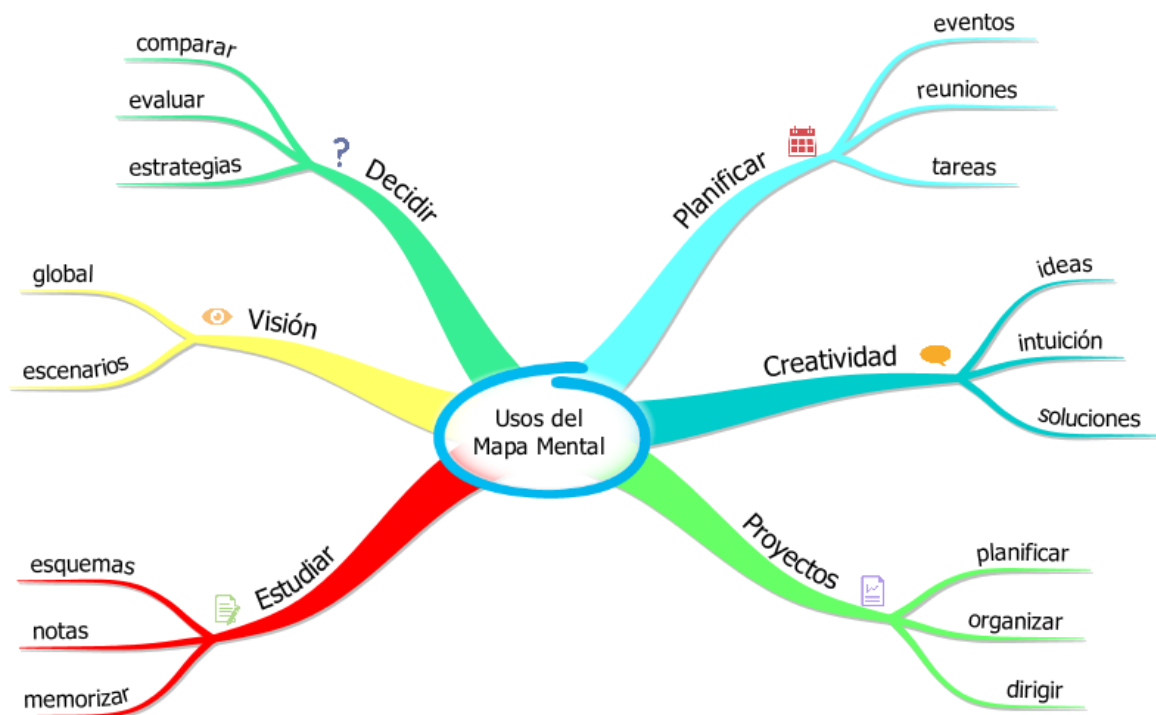 Usos del
Mapa Mental
Planificar
eventos
reuniones
tareas
Creatividad
ideas
intuición
soluciones
Proyectos
planificar
organizar
dirigir
Estudiar
esquemas
notas
memorizar
Visión
global
escenarios
Decidir
comparar
evaluar
estrategias